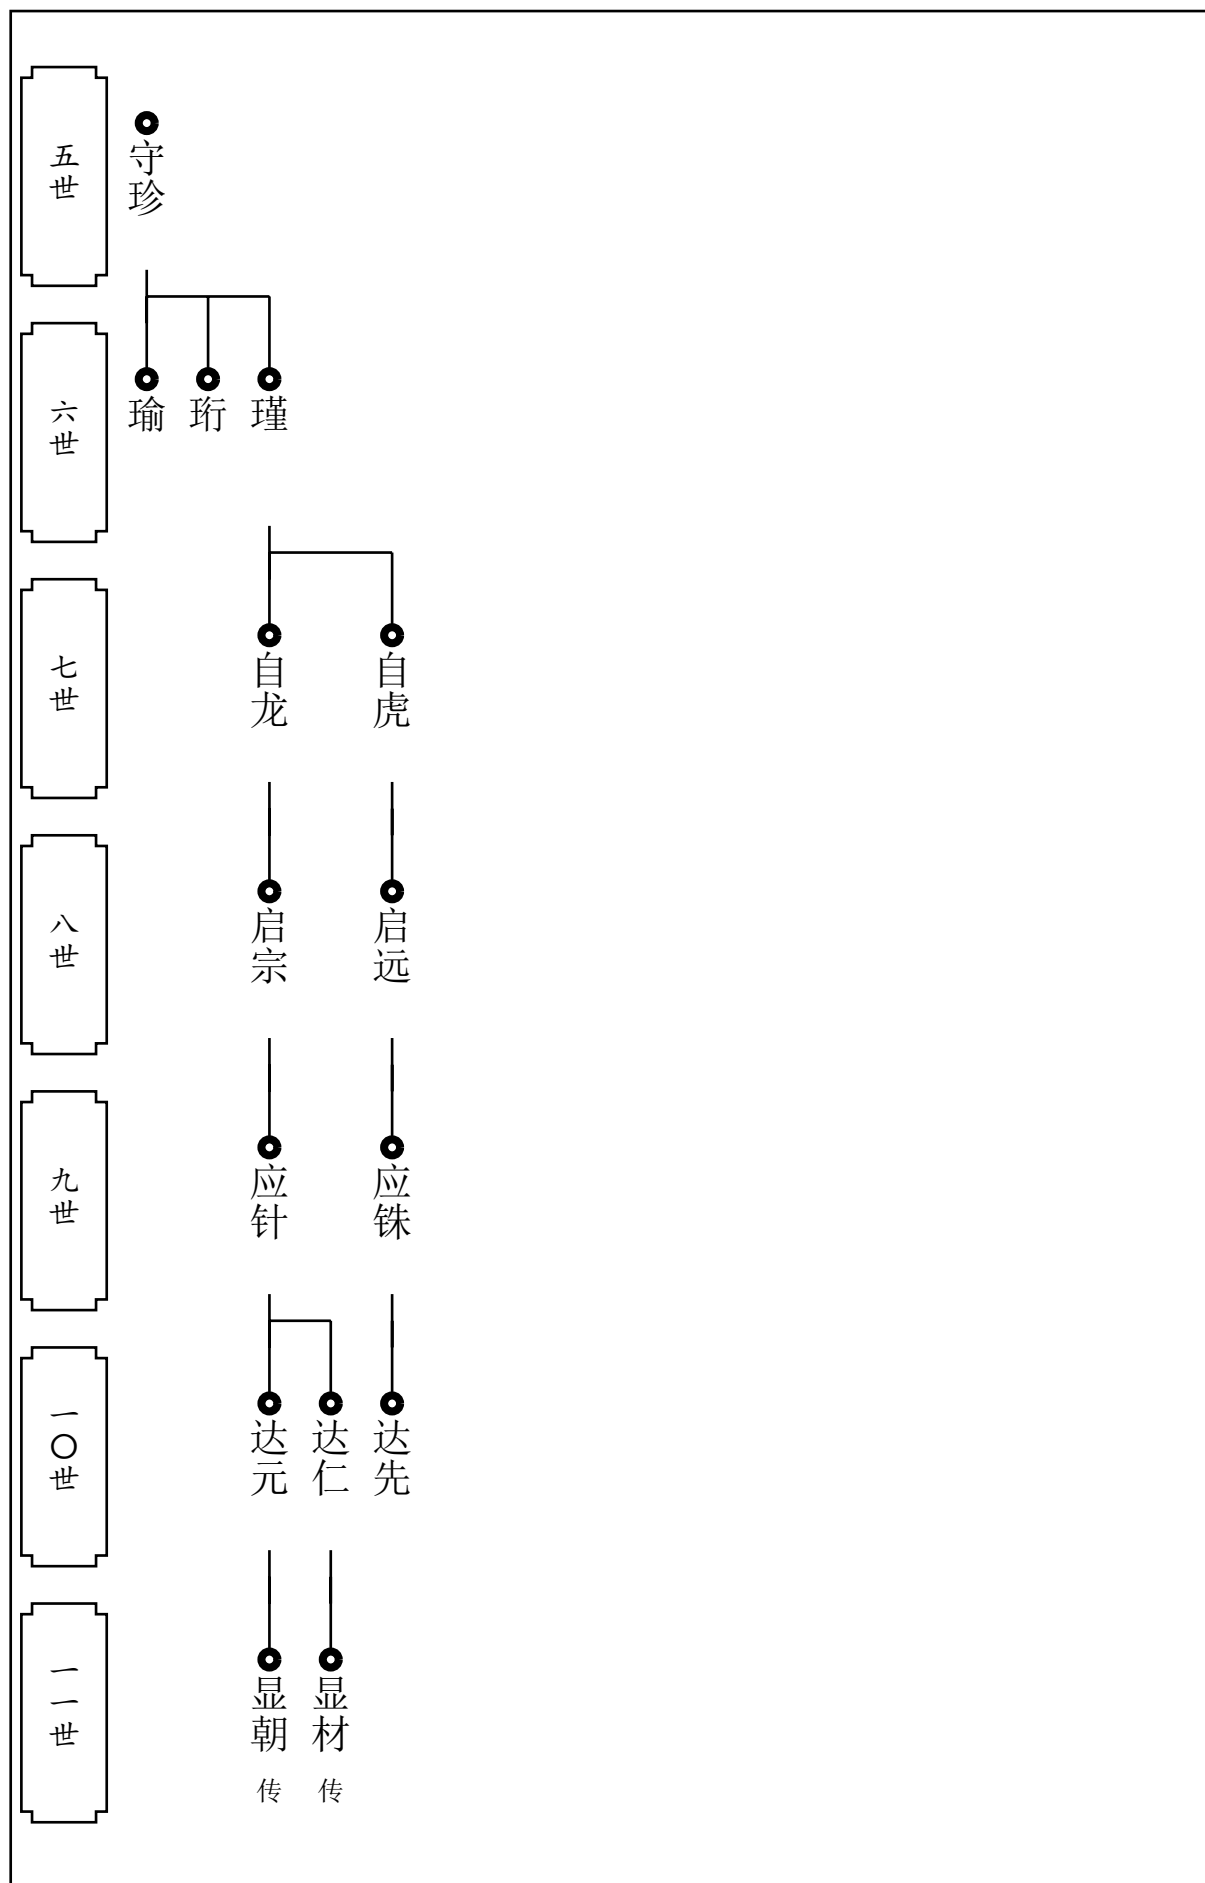 五世
守珍
六世
瑜
珩
瑾
七世
自龙
自虎
八世
启宗
启远
九世
应针
应铢
一〇世
达元
达仁
达先
一一世
显朝
传
显材
传